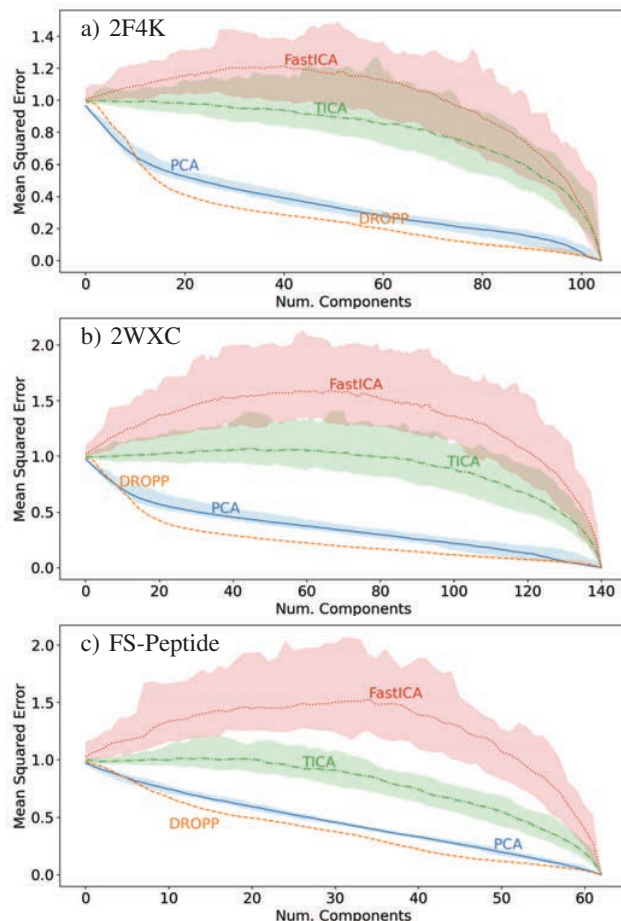 a) 2F4K
1.4
1.2
1.0
0.8
0.6
0.4
0.2
0.0
Mean Squared Error
FastICA
TICA
PCA
DROPP
0 20 40 60 80 100
Num. Components
b) 2WXC
2.0
1.5
1.0
0.5
0.0
Mean Squared Error
FastICA
TICA
DROPP
PCA
0 20 40 60 80 100 120 140
Num. Components
c) FS-Peptide
2.0
1.5
1.0
0.5
0.0
Mean Squared Error
FastICA
TICA
DROPP
PCA
0 10 20 30 40 50 60
Num. Components